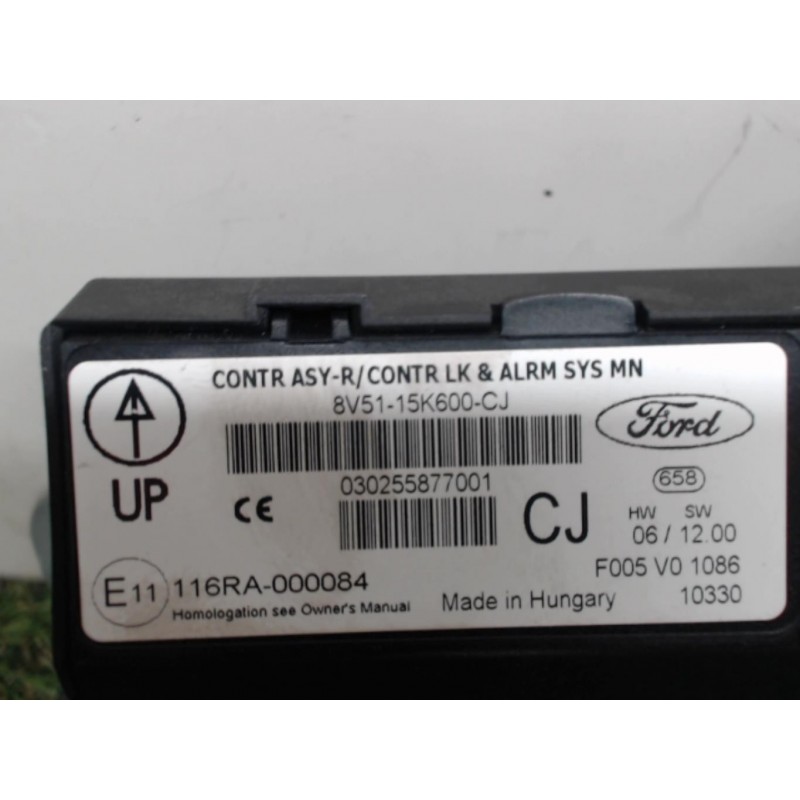 CONTR ASY-R/CONTR LK & ALRM SYS MN
8V51-15K600-CJ
Ford
UP
CE
030255877001
CJ
658
HW SW
06 / 12.00
F005 V0 1086
10330
E11 116RA-000084
Homologation see Owner's Manual
Made in Hungary